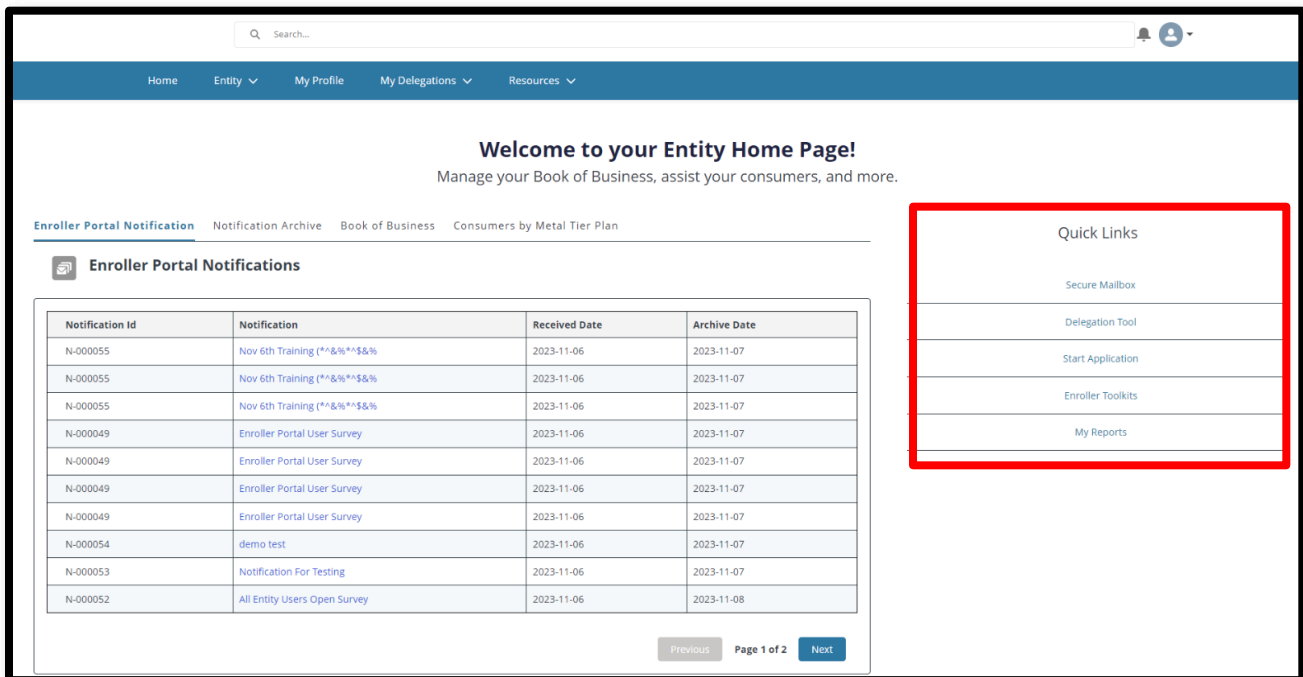 Search...
Home Entity My Profile My Delegations Resources
Welcome to your Entity Home Page!
Manage your Book of Business, assist your consumers, and more.
Enroller Portal Notification Notification Archive Book of Business Consumers by Metal Tier Plan
Enroller Portal Notifications
Notification Id Notification Received Date Archive Date
N-000055 Nov 6th Training (*^&%*^$&% 2023-11-06 2023-11-07
N-000055 Nov 6th Training (*^&%*^$&% 2023-11-06 2023-11-07
N-000055 Nov 6th Training (*^&%*^$&% 2023-11-06 2023-11-07
N-000049 Enroller Portal User Survey 2023-11-06 2023-11-07
N-000049 Enroller Portal User Survey 2023-11-06 2023-11-07
N-000049 Enroller Portal User Survey 2023-11-06 2023-11-07
N-000049 Enroller Portal User Survey 2023-11-06 2023-11-07
N-000054 demo test 2023-11-06 2023-11-07
N-000053 Notification For Testing 2023-11-06 2023-11-07
N-000052 All Entity Users Open Survey 2023-11-06 2023-11-08
Previous Page 1 of 2 Next
Quick Links
Secure Mailbox
Delegation Tool
Start Application
Enroller Toolkits
My Reports